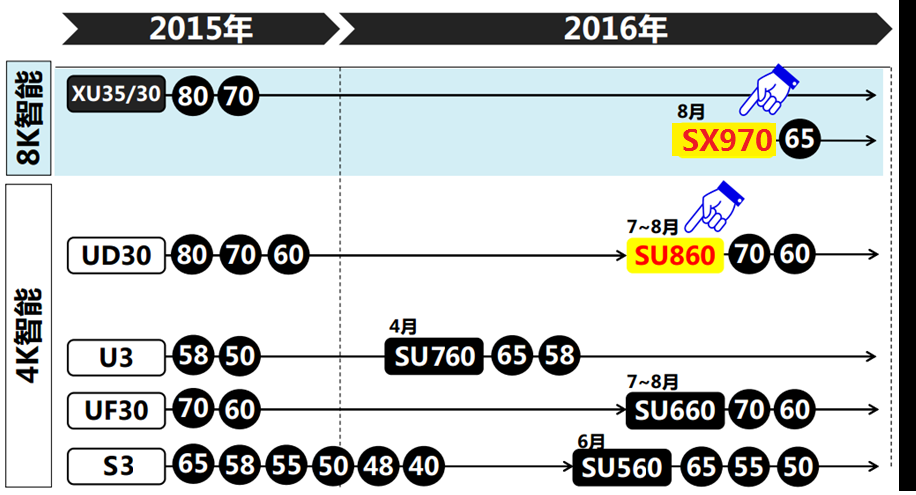 2015年 2016年
8K智能
XU35/30 80 70
8月
SX970 65
4K智能
7~8月
UD30 80 70 60 SU860 70 60
4月
U3 58 50 SU760 65 58
7~8月
UF30 70 60 SU660 70 60
6月
S3 65 58 55 50 48 40 SU560 65 55 50